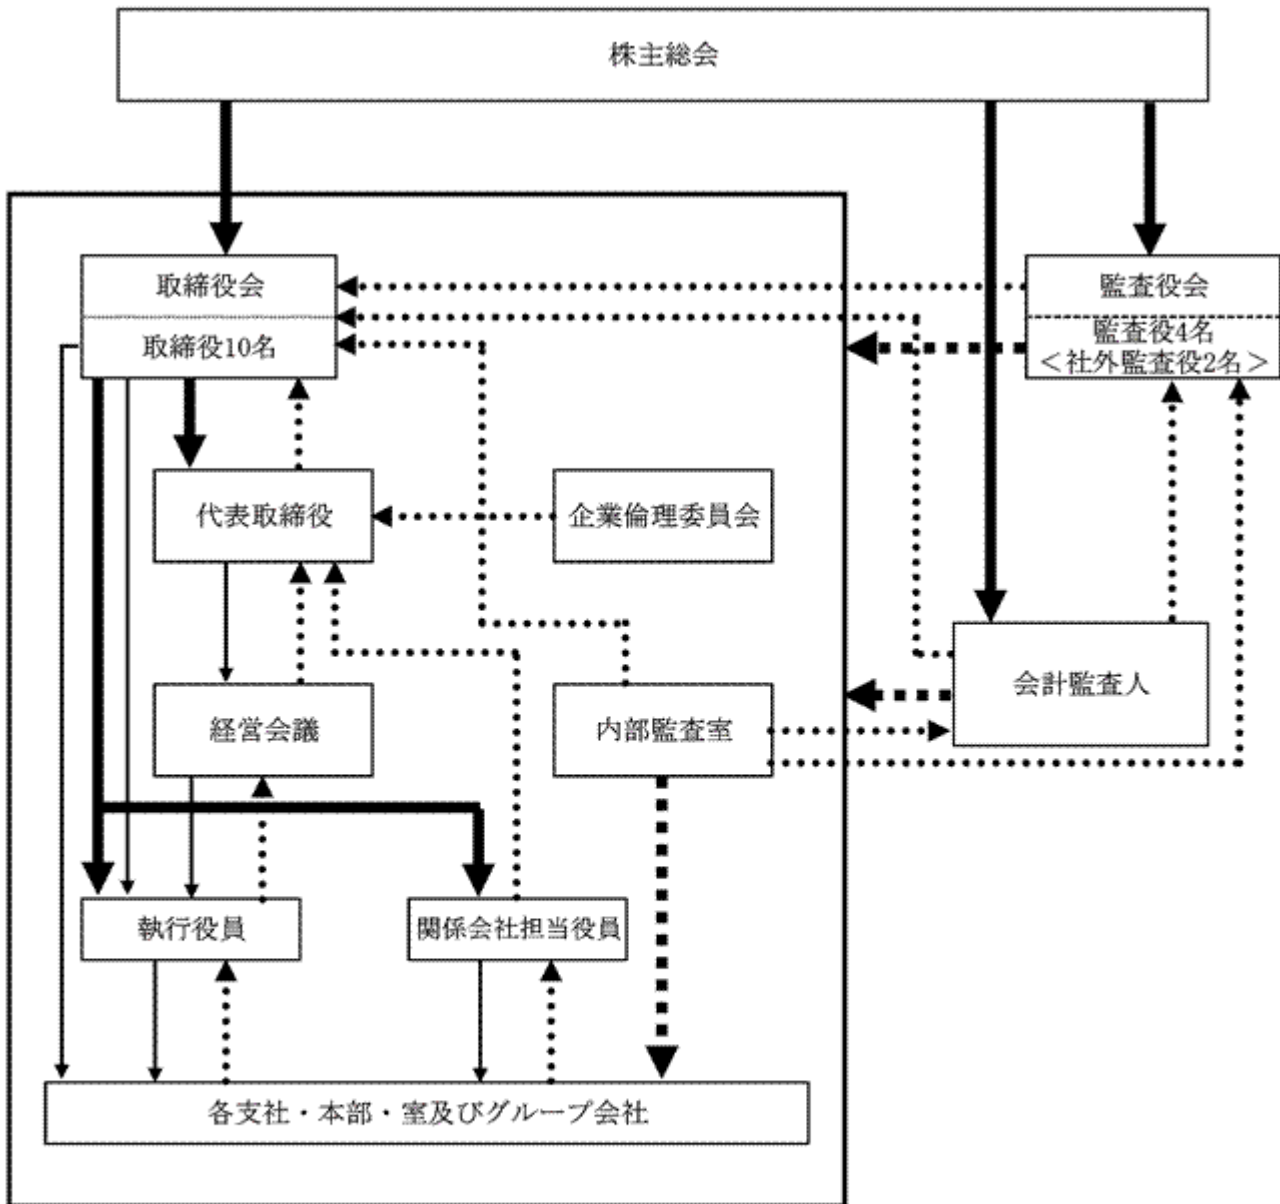 株主総会
取締役会
取締役10名
監査役会
監査役4名
<社外監査役2名>
代表取締役
企業倫理委員会
経営会議
内部監査室
会計監査人
執行役員
関係会社担当役員
各支社・本部・室及びグループ会社